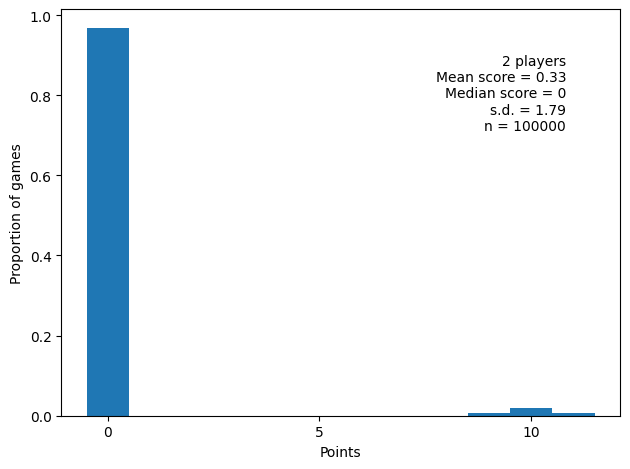 1.0
0.8
0.6
0.4
0.2
0.0
Proportion of games
2 players
Mean score = 0.33
Median score = 0
s.d. = 1.79
n = 100000
0 5 10
Points